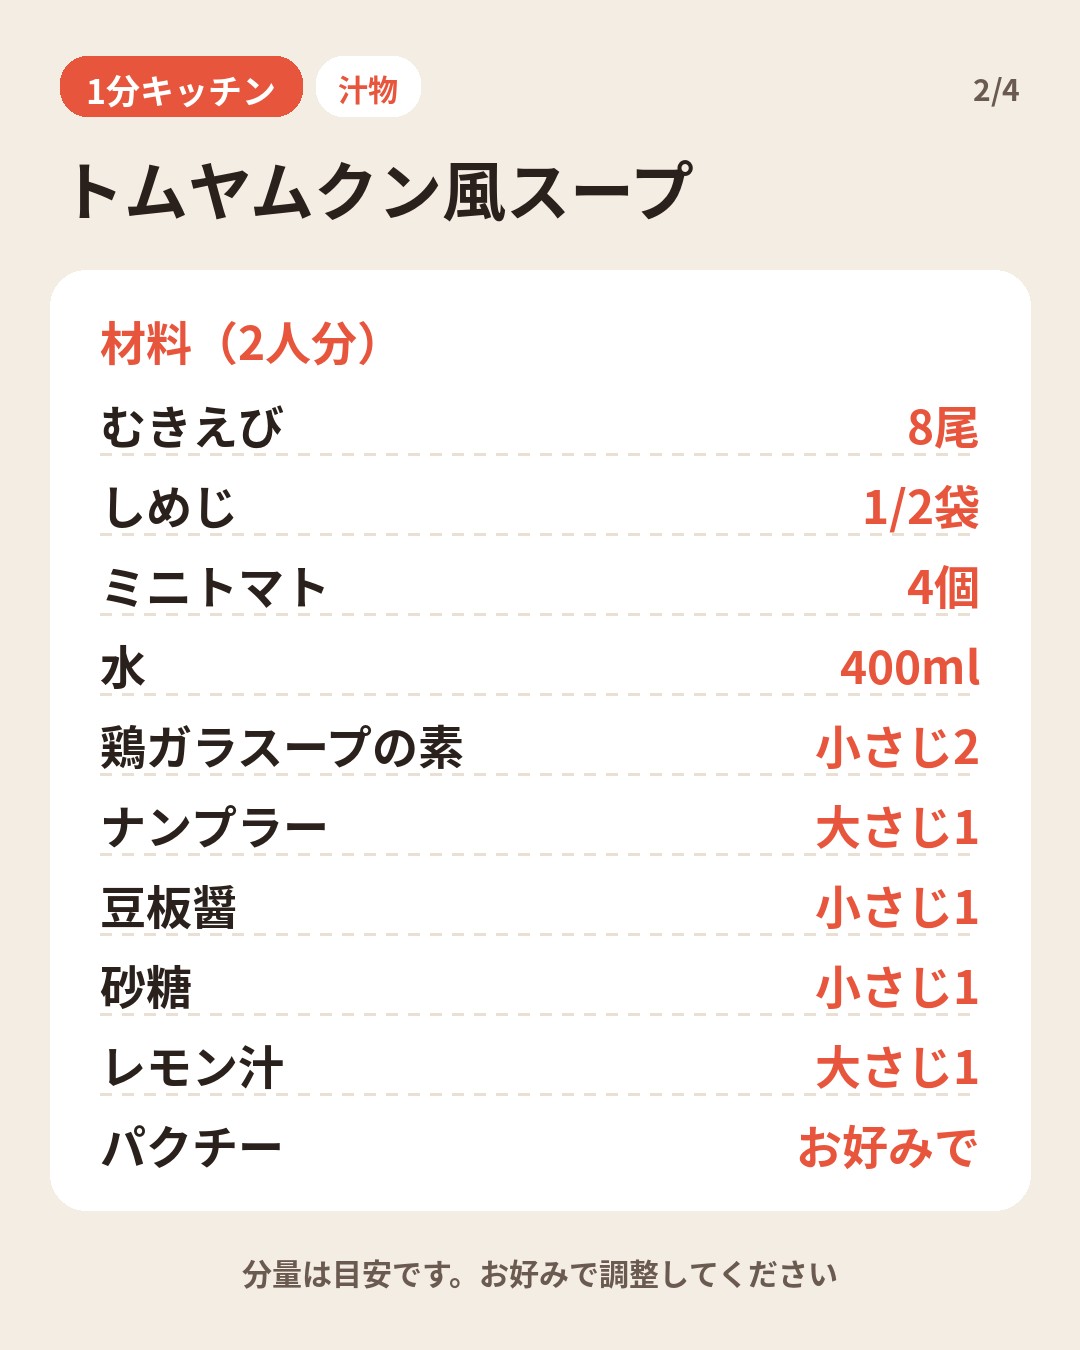 1分キッチン 汁物 2/4
トムヤムクン風スープ
材料（2人分）
むきえび 8尾
しめじ 1/2袋
ミニトマト 4個
水 400ml
鶏ガラスープの素 小さじ2
ナンプラー 大さじ1
豆板醤 小さじ1
砂糖 小さじ1
レモン汁 大さじ1
パクチー お好みで
分量は目安です。お好みで調整してください